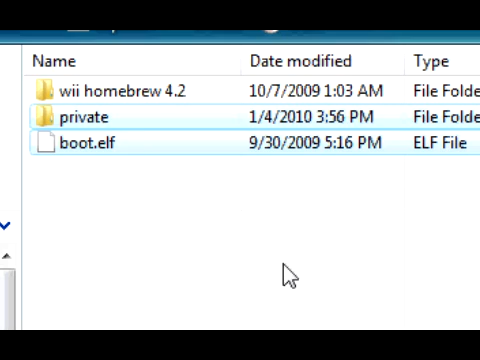 Name Date modified Type
wii homebrew 4.2 10/7/2009 1:03 AM File Folde
private 1/4/2010 3:56 PM File Folde
boot.elf 9/30/2009 5:16 PM ELF File